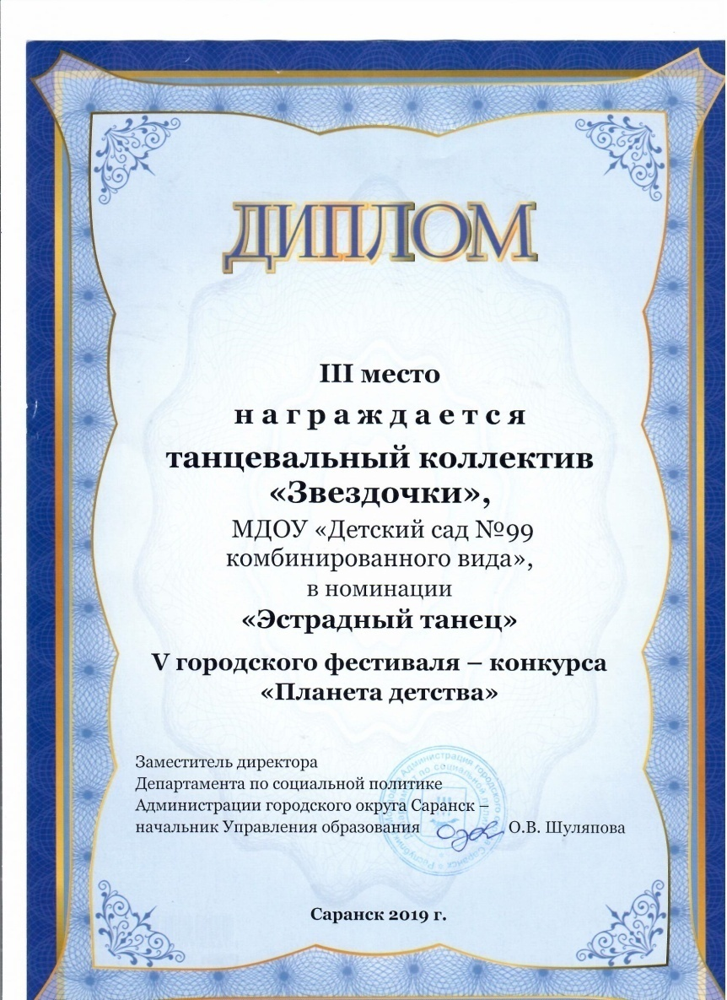 ДИПЛОМ
III место
н а г р а ж д а е т с я
танцевальный коллектив
«Звездочки»,
МДОУ «Детский сад №99
комбинированного вида»,
в номинации
«Эстрадный танец»
V городского фестиваля – конкурса
«Планета детства»
Заместитель директора
Департамента по социальной политике
Администрации городского округа Саранск –
начальник Управления образования О.В. Шуляпова
Саранск 2019 г.